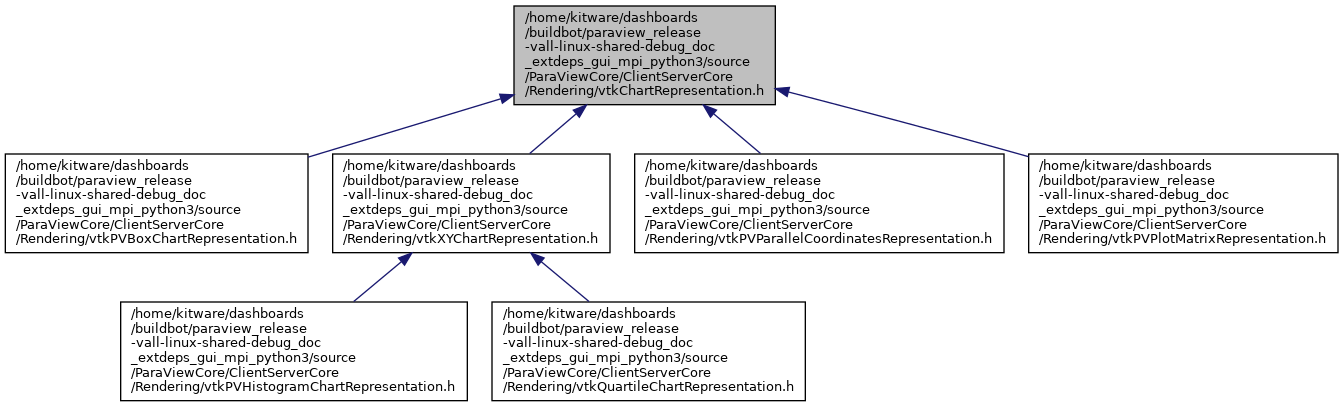 /home/kitware/dashboards
/buildbot/paraview_release
-vall-linux-shared-debug_doc
_extdeps_gui_mpi_python3/source
/ParaViewCore/ClientServerCore
/Rendering/vtkChartRepresentation.h
/home/kitware/dashboards
/buildbot/paraview_release
-vall-linux-shared-debug_doc
_extdeps_gui_mpi_python3/source
/ParaViewCore/ClientServerCore
/Rendering/vtkPVBoxChartRepresentation.h
/home/kitware/dashboards
/buildbot/paraview_release
-vall-linux-shared-debug_doc
_extdeps_gui_mpi_python3/source
/ParaViewCore/ClientServerCore
/Rendering/vtkXYChartRepresentation.h
/home/kitware/dashboards
/buildbot/paraview_release
-vall-linux-shared-debug_doc
_extdeps_gui_mpi_python3/source
/ParaViewCore/ClientServerCore
/Rendering/vtkPVParallelCoordinatesRepresentation.h
/home/kitware/dashboards
/buildbot/paraview_release
-vall-linux-shared-debug_doc
_extdeps_gui_mpi_python3/source
/ParaViewCore/ClientServerCore
/Rendering/vtkPVPlotMatrixRepresentation.h
/home/kitware/dashboards
/buildbot/paraview_release
-vall-linux-shared-debug_doc
_extdeps_gui_mpi_python3/source
/ParaViewCore/ClientServerCore
/Rendering/vtkPVHistogramChartRepresentation.h
/home/kitware/dashboards
/buildbot/paraview_release
-vall-linux-shared-debug_doc
_extdeps_gui_mpi_python3/source
/ParaViewCore/ClientServerCore
/Rendering/vtkQuartileChartRepresentation.h